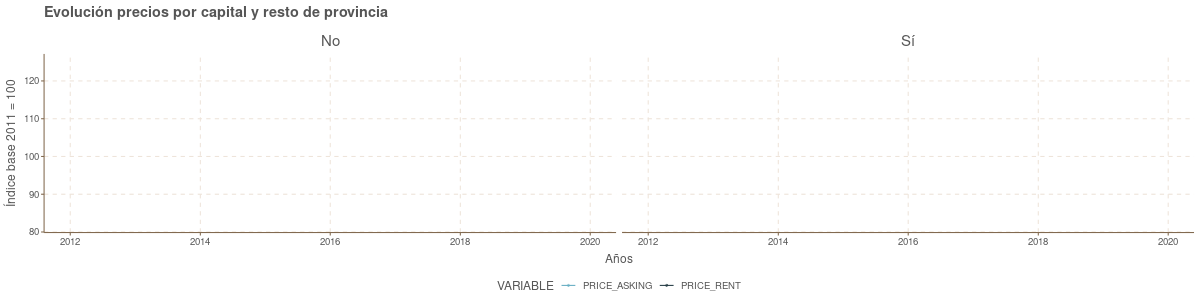 Evolución precios por capital y resto de provincia
No
Sí
Índice base 2011 = 100
120
110
100
90
80
2012 2014 2016 2018 2020
2012 2014 2016 2018 2020
Años
VARIABLE PRICE_ASKING PRICE_RENT